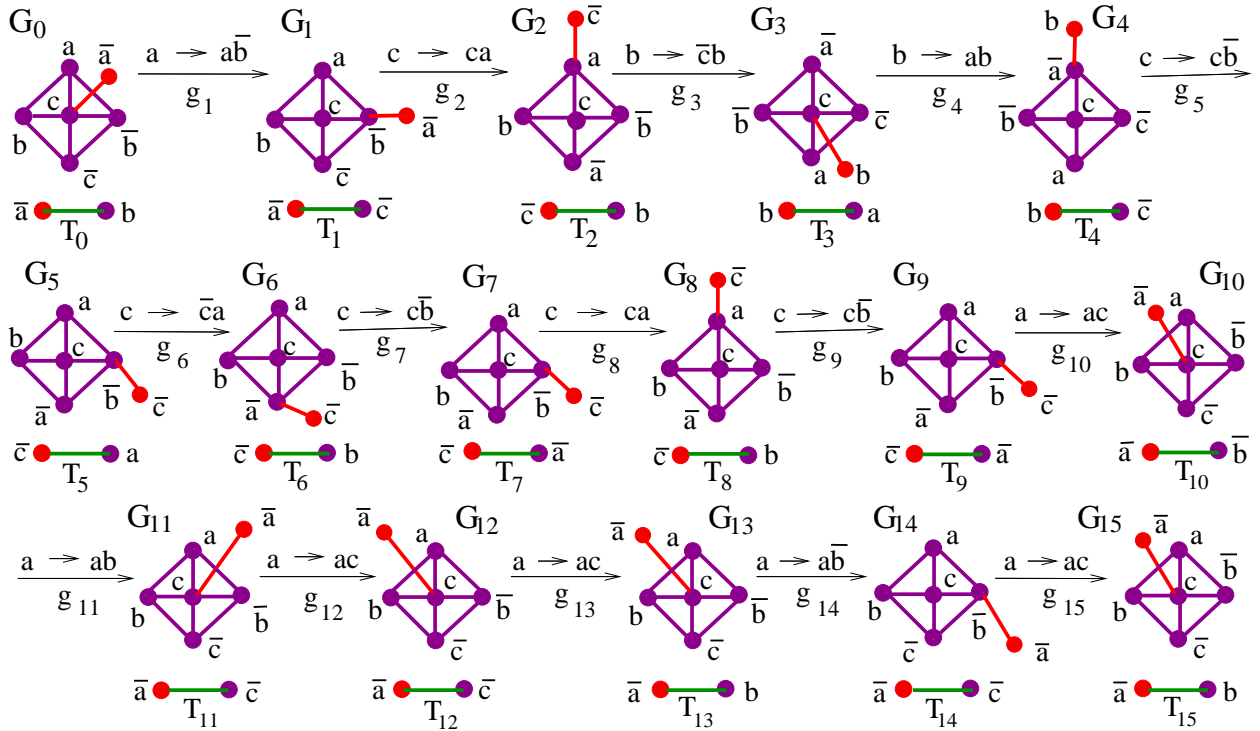 G₀ a a̅ c b b̅ c̅ a → ab̅ g₁ G₁ a c b b̅ a̅ c̅ c → ca g₂ G₂ c̅ a c b b̅ a̅ b → c̅b g₃ G₃ a̅ c b̅ c̅ a b b → ab g₄ G₄ b a̅ c b̅ c̅ a c → cb̅ g₅
a̅ T₀ b a̅ T₁ c̅ c̅ T₂ b b T₃ a b T₄ c̅
G₅ a b c b̅ a̅ c̅ c → c̅a g₆ G₆ a c b b̅ a̅ c̅ c → cb̅ g₇ G₇ a c b b̅ a̅ c̅ c → ca g₈ G₈ c̅ a c b b̅ a̅ c → cb̅ g₉ G₉ a c b b̅ a̅ c̅ a → ac g₁₀ G₁₀ a̅ a b̅ c b c̅
c̅ T₅ a c̅ T₆ b c̅ T₇ a̅ c̅ T₈ b c̅ T₉ a̅ a̅ T₁₀ b̅
a → ab g₁₁ G₁₁ a a̅ c b b̅ c̅ a → ac g₁₂ a̅ G₁₂ a c b b̅ c̅ a → ac g₁₃ a̅ G₁₃ a c b b̅ c̅ a → ab̅ g₁₄ G₁₄ a c b b̅ c̅ a̅ a → ac g₁₅ G₁₅ a̅ a b̅ c b c̅
a̅ T₁₁ c̅ a̅ T₁₂ c̅ a̅ T₁₃ b a̅ T₁₄ c̅ a̅ T₁₅ b